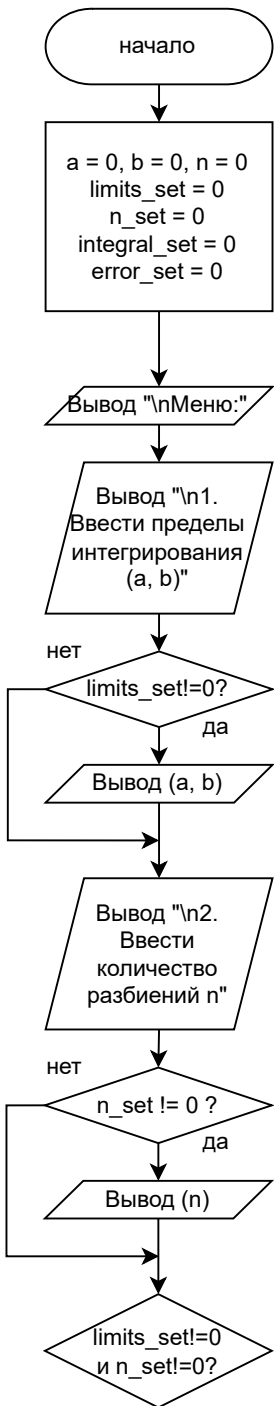 начало
a = 0, b = 0, n = 0
limits_set = 0
n_set = 0
integral_set = 0
error_set = 0
Вывод "\nМеню:"
Вывод "\n1.
Ввести пределы
интегрирования
(a, b)"
нет
limits_set!=0?
да
Вывод (a, b)
Вывод "\n2.
Ввести
количество
разбиений n"
нет
n_set != 0 ?
да
Вывод (n)
limits_set!=0
и n_set!=0?